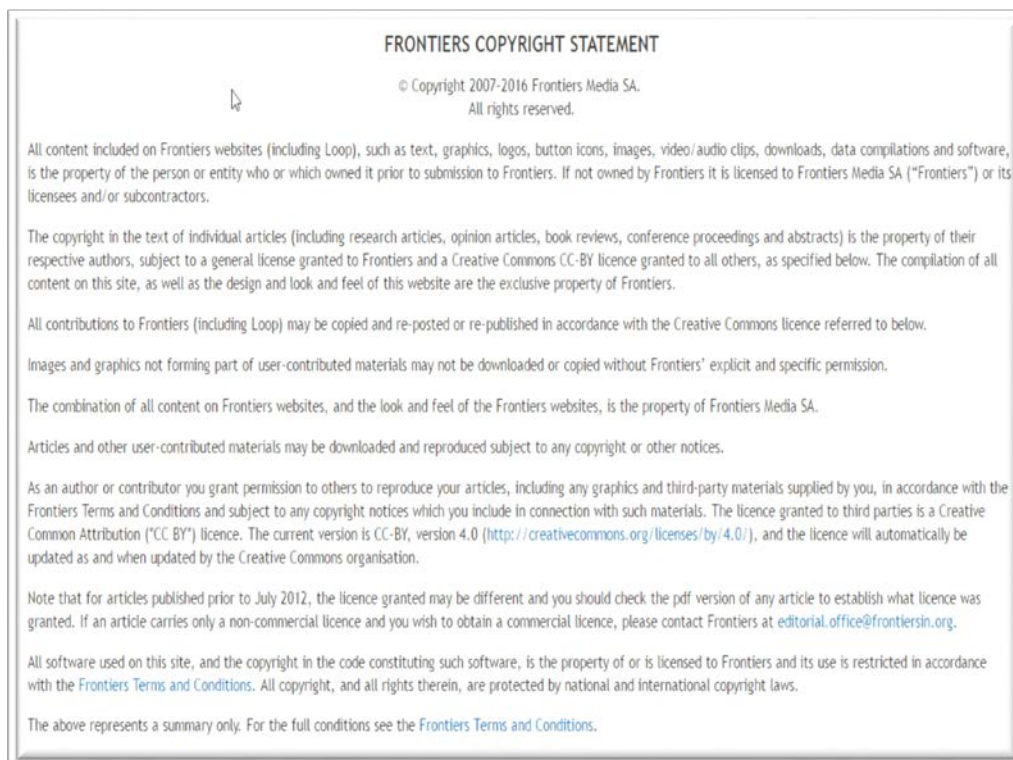 FRONTIERS COPYRIGHT STATEMENT
© Copyright 2007-2016 Frontiers Media SA.
All rights reserved.
All content included on Frontiers websites (including Loop), such as text, graphics, logos, button icons, images, video/audio clips, downloads, data compilations and software,
is the property of the person or entity who or which owned it prior to submission to Frontiers. If not owned by Frontiers it is licensed to Frontiers Media SA (“Frontiers”) or its
licensees and/or subcontractors.
The copyright in the text of individual articles (including research articles, opinion articles, book reviews, conference proceedings and abstracts) is the property of their
respective authors, subject to a general license granted to Frontiers and a Creative Commons CC-BY licence granted to all others, as specified below. The compilation of all
content on this site, as well as the design and look and feel of this website are the exclusive property of Frontiers.
All contributions to Frontiers (including Loop) may be copied and re-posted or re-published in accordance with the Creative Commons licence referred to below.
Images and graphics not forming part of user-contributed materials may not be downloaded or copied without Frontiers’ explicit and specific permission.
The combination of all content on Frontiers websites, and the look and feel of the Frontiers websites, is the property of Frontiers Media SA.
Articles and other user-contributed materials may be downloaded and reproduced subject to any copyright or other notices.
As an author or contributor you grant permission to others to reproduce your articles, including any graphics and third-party materials supplied by you, in accordance with the
Frontiers Terms and Conditions and subject to any copyright notices which you include in connection with such materials. The licence granted to third parties is a Creative
Common Attribution ("CC BY") licence. The current version is CC-BY, version 4.0 (http://creativecommons.org/licenses/by/4.0/), and the licence will automatically be
updated as and when updated by the Creative Commons organisation.
Note that for articles published prior to July 2012, the licence granted may be different and you should check the pdf version of any article to establish what licence was
granted. If an article carries only a non-commercial licence and you wish to obtain a commercial licence, please contact Frontiers at editorial.office@frontiersin.org.
All software used on this site, and the copyright in the code constituting such software, is the property of or is licensed to Frontiers and its use is restricted in accordance
with the Frontiers Terms and Conditions. All copyright, and all rights therein, are protected by national and international copyright laws.
The above represents a summary only. For the full conditions see the Frontiers Terms and Conditions.